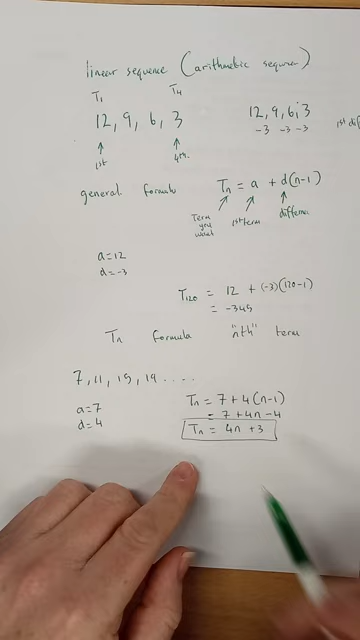 linear sequence (arithmetic sequence)
T₁ T₄
12, 9, 6, 3
1st 4th
12, 9, 6, 3
-3 -3 -3
1st dif
general formula Tₙ = a + d(n-1)
Term you want
1st term
difference
a=12
d=-3
T₁₂₀ = 12 + (-3)(120-1)
= -345
Tₙ formula "nth" term
7, 11, 15, 19 ....
a=7
d=4
Tₙ = 7+4(n-1)
= 7+4n-4
Tₙ = 4n+3